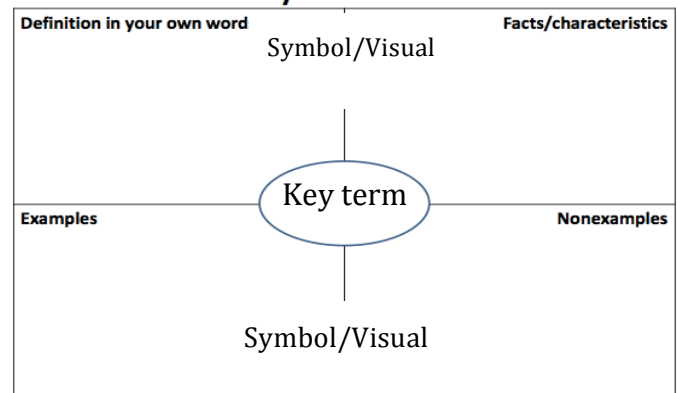 Definition in your own word
Facts/characteristics
Symbol/Visual
Key term
Examples
Nonexamples
Symbol/Visual